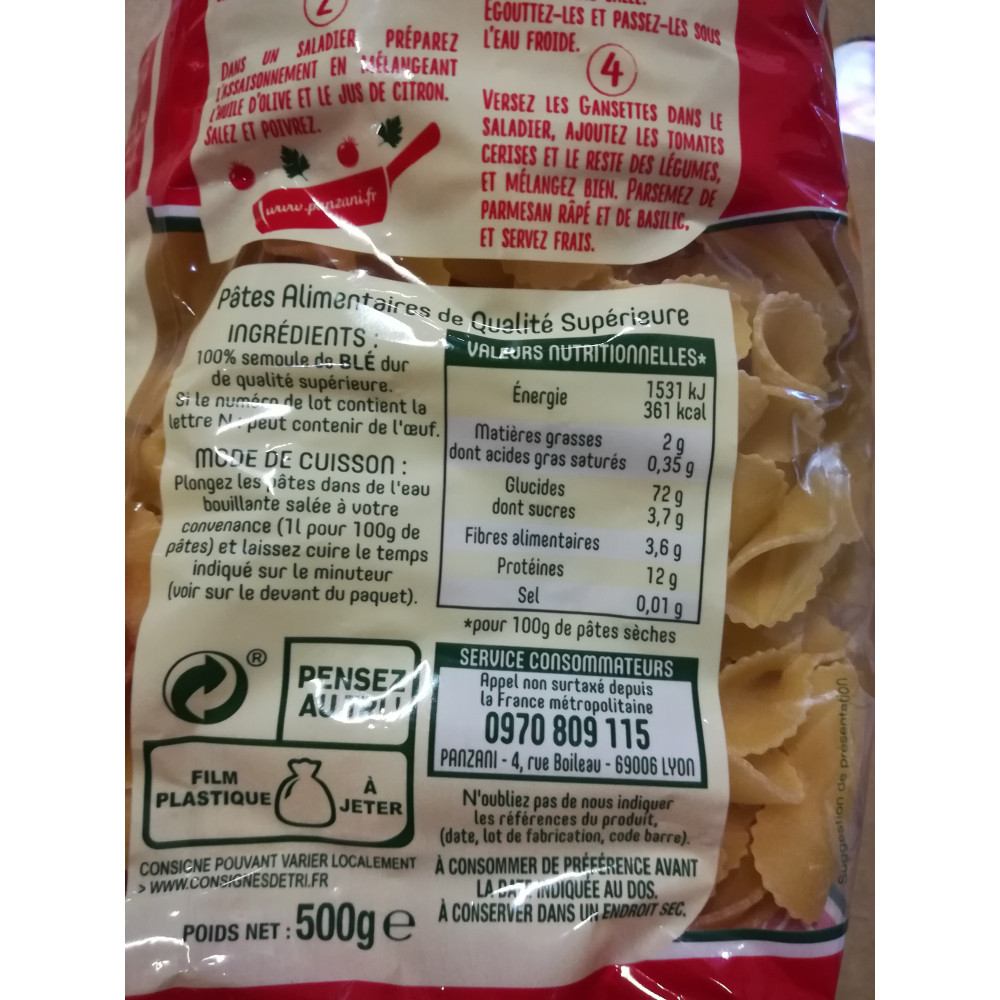 2
DANS UN SALADIER, PRÉPAREZ
L'ASSAISONNEMENT EN MÉLANGEANT
L'HUILE D'OLIVE ET LE JUS DE CITRON.
SALEZ ET POIVREZ.
www.panzani.fr
ÉGOUTTEZ-LES ET PASSEZ-LES SOUS
L'EAU FROIDE.
4
VERSEZ LES GANSETTES DANS LE
SALADIER, AJOUTEZ LES TOMATES
CERISES ET LE RESTE DES LÉGUMES,
ET MÉLANGEZ BIEN. PARSEMEZ DE
PARMESAN RÂPÉ ET DE BASILIC,
ET SERVEZ FRAIS.
Pâtes Alimentaires de Qualité Supérieure
INGRÉDIENTS :
100% semoule de BLÉ dur
de qualité supérieure.
Si le numéro de lot contient la
lettre N : peut contenir de l'œuf.
MODE DE CUISSON :
Plongez les pâtes dans de l'eau
bouillante salée à votre
convenance (1l pour 100g de
pâtes) et laissez cuire le temps
indiqué sur le minuteur
(voir sur le devant du paquet).
VALEURS NUTRITIONNELLES*
Énergie 1531 kJ
361 kcal
Matières grasses 2 g
dont acides gras saturés 0,35 g
Glucides 72 g
dont sucres 3,7 g
Fibres alimentaires 3,6 g
Protéines 12 g
Sel 0,01 g
*pour 100g de pâtes sèches
®
PENSEZ
AU TRI !
FILM
PLASTIQUE
À
JETER
CONSIGNE POUVANT VARIER LOCALEMENT
> WWW.CONSIGNESDETRI.FR
POIDS NET : 500g e
SERVICE CONSOMMATEURS
Appel non surtaxé depuis
la France métropolitaine
0970 809 115
PANZANI - 4, rue Boileau - 69006 LYON
N'oubliez pas de nous indiquer
les références du produit,
(date, lot de fabrication, code barre).
À CONSOMMER DE PRÉFÉRENCE AVANT
LA DATE INDIQUÉE AU DOS.
À CONSERVER DANS UN ENDROIT SEC.
Suggestion de présentation